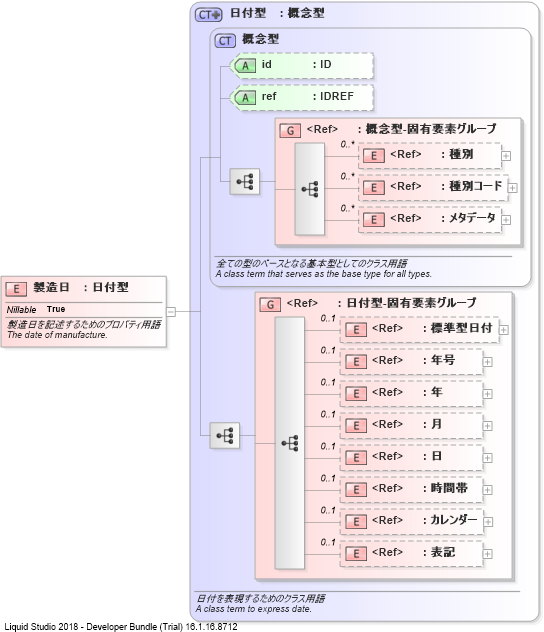 CT 日付型 : 概念型
CT 概念型
A id : ID
A ref : IDREF
G <Ref> : 概念型-固有要素グループ
0..*
E <Ref> : 種別
0..*
E <Ref> : 種別コード
0..*
E <Ref> : メタデータ
全ての型のベースとなる基本型としてのクラス用語
A class term that serves as the base type for all types.
E 製造日 : 日付型
Nillable True
製造日を記述するためのプロパティ用語
The date of manufacture.
G <Ref> : 日付型-固有要素グループ
0..1
E <Ref> : 標準型日付
0..1
E <Ref> : 年号
0..1
E <Ref> : 年
0..1
E <Ref> : 月
0..1
E <Ref> : 日
0..1
E <Ref> : 時間帯
0..1
E <Ref> : カレンダー
0..1
E <Ref> : 表記
日付を表現するためのクラス用語
A class term to express date.
Liquid Studio 2018 - Developer Bundle (Trial) 16.1.16.8712